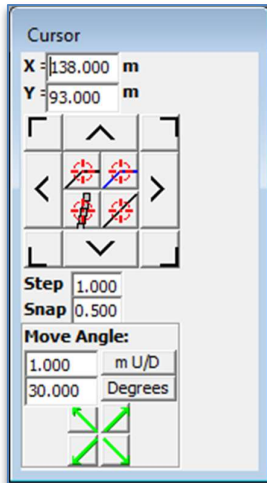 Cursor
X = 138.000 m
Y = 93.000 m
Step 1.000
Snap 0.500
Move Angle:
1.000 m U/D
30.000 Degrees